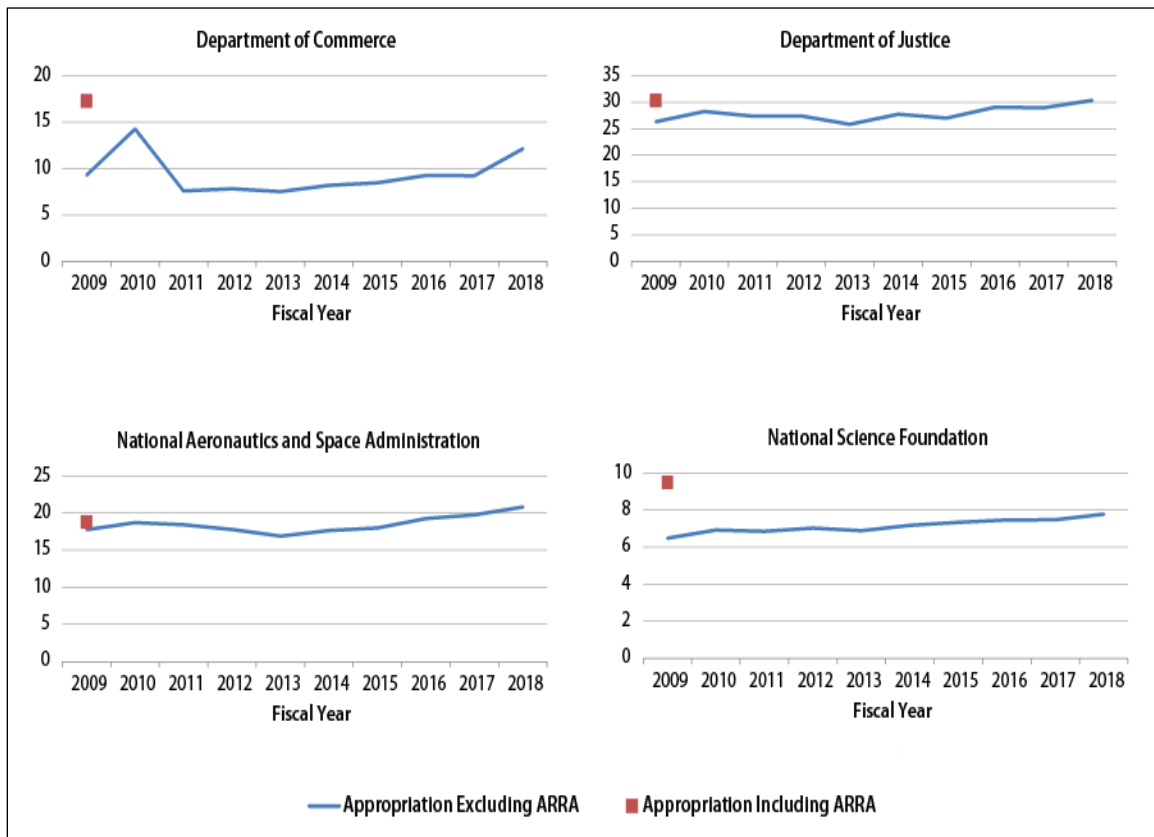 Department of Commerce
20
15
10
5
0
2009 2010 2011 2012 2013 2014 2015 2016 2017 2018
Fiscal Year
Department of Justice
35
30
25
20
15
10
5
0
2009 2010 2011 2012 2013 2014 2015 2016 2017 2018
Fiscal Year
National Aeronautics and Space Administration
25
20
15
10
5
0
2009 2010 2011 2012 2013 2014 2015 2016 2017 2018
Fiscal Year
National Science Foundation
10
8
6
4
2
0
2009 2010 2011 2012 2013 2014 2015 2016 2017 2018
Fiscal Year
Appropriation Excluding ARRA Appropriation Including ARRA